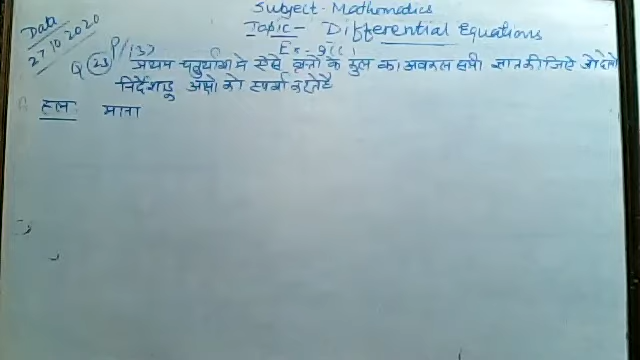 Subject - Mathematics
Date
27 10 2020
Topic - Differential Equations
Ex - 9(c)
P/131
Q 23 प्रथम चतुर्थांश में ऐसे वृत्तों के कुल का अवकल समी ज्ञात कीजिए जो
निर्देशाङ्क अक्षों को स्पर्श करते है
हल माना